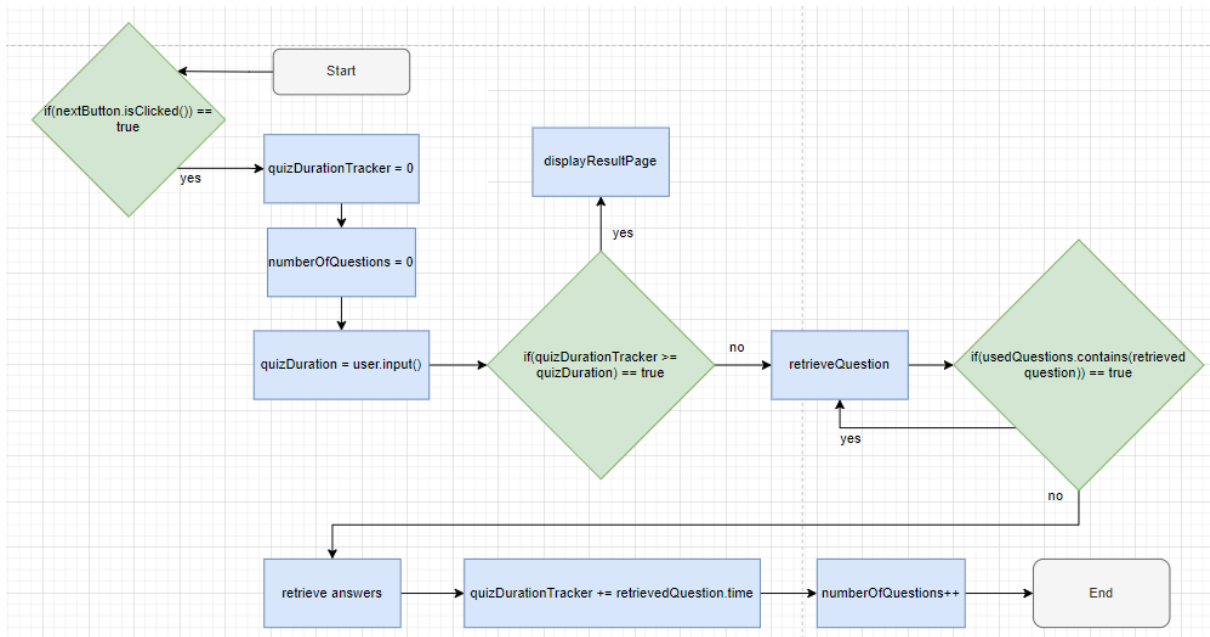 Start
if(nextButton.isClicked()) ==
true
yes
quizDurationTracker = 0
numberOfQuestions = 0
quizDuration = user.input()
if(quizDurationTracker >=
quizDuration) == true
yes
displayResultPage
no
retrieveQuestion
if(usedQuestions.contains(retrieved
question)) == true
yes
no
retrieve answers
quizDurationTracker += retrievedQuestion.time
numberOfQuestions++
End